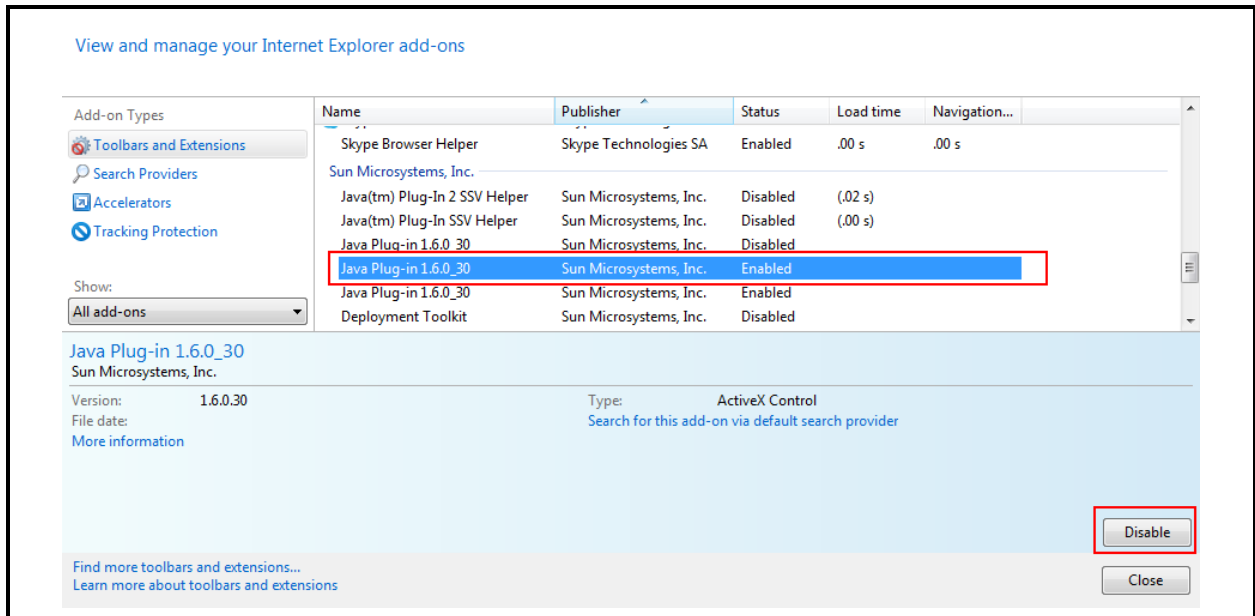 View and manage your Internet Explorer add-ons
Add-on Types
Toolbars and Extensions
Search Providers
Accelerators
Tracking Protection
Show:
All add-ons
Name Publisher Status Load time Navigation...
Skype Browser Helper Skype Technologies SA Enabled .00 s .00 s
Sun Microsystems, Inc.
Java(tm) Plug-In 2 SSV Helper Sun Microsystems, Inc. Disabled (.02 s)
Java(tm) Plug-In SSV Helper Sun Microsystems, Inc. Disabled (.00 s)
Java Plug-in 1.6.0_30 Sun Microsystems, Inc. Disabled
Java Plug-in 1.6.0_30 Sun Microsystems, Inc. Enabled
Java Plug-in 1.6.0_30 Sun Microsystems, Inc. Enabled
Deployment Toolkit Sun Microsystems, Inc. Disabled
Java Plug-in 1.6.0_30
Sun Microsystems, Inc.
Version: 1.6.0.30 Type: ActiveX Control
File date: Search for this add-on via default search provider
More information
Disable
Find more toolbars and extensions...
Learn more about toolbars and extensions
Close